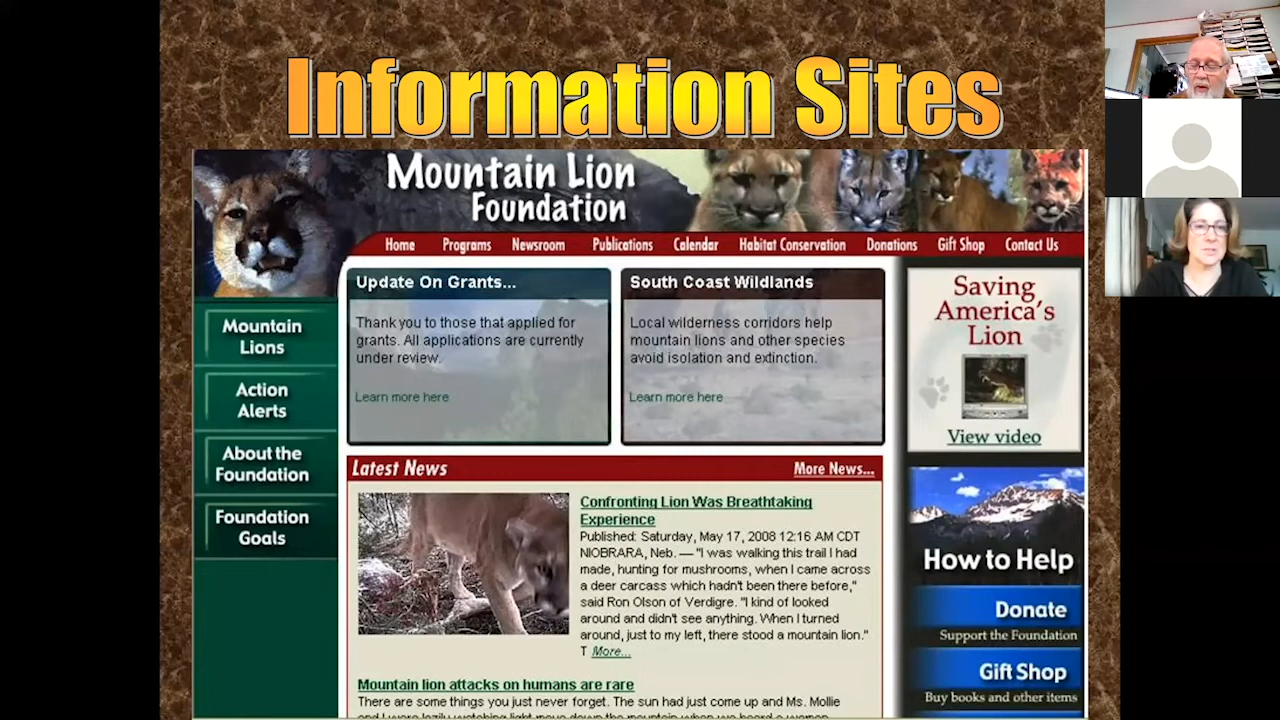 Information Sites
Mountain Lion
Foundation
Home Programs Newsroom Publications Calendar Habitat Conservation Donations Gift Shop Contact Us
Mountain
Lions
Action
Alerts
About the
Foundation
Foundation
Goals
Update On Grants...
Thank you to those that applied for
grants. All applications are currently
under review.
Learn more here
South Coast Wildlands
Local wilderness corridors help
mountain lions and other species
avoid isolation and extinction.
Learn more here
Latest News
More News...
Confronting Lion Was Breathtaking
Experience
Published: Saturday, May 17, 2008 12:16 AM CDT
NIOBRARA, Neb. — "I was walking this trail I had
made, hunting for mushrooms, when I came across
a deer carcass which hadn't been there before,"
said Ron Olson of Verdigre. "I kind of looked
around and didn't see anything. When I turned
around, just to my left, there stood a mountain lion."
T More...
Mountain lion attacks on humans are rare
There are some things you just never forget. The sun had just come up and Ms. Mollie
Saving
America's
Lion
View video
How to Help
Donate
Support the Foundation
Gift Shop
Buy books and other items